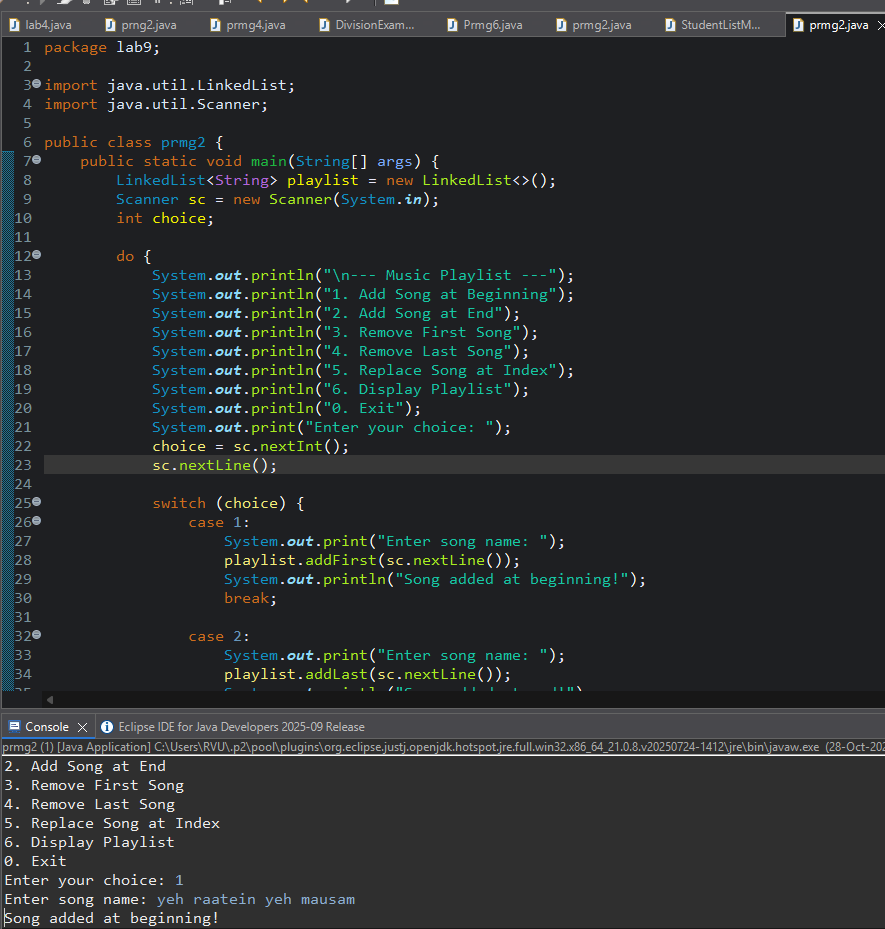 lab4.java prng2.java prmg4.java DivisionExam... Prmg6.java prmg2.java StudentListM... prmg2.java
1 package lab9;
2
3 import java.util.LinkedList;
4 import java.util.Scanner;
5
6 public class prmg2 {
7 public static void main(String[] args) {
8 LinkedList<String> playlist = new LinkedList<>();
9 Scanner sc = new Scanner(System.in);
10 int choice;
11
12 do {
13 System.out.println("\n--- Music Playlist ---");
14 System.out.println("1. Add Song at Beginning");
15 System.out.println("2. Add Song at End");
16 System.out.println("3. Remove First Song");
17 System.out.println("4. Remove Last Song");
18 System.out.println("5. Replace Song at Index");
19 System.out.println("6. Display Playlist");
20 System.out.println("0. Exit");
21 System.out.print("Enter your choice: ");
22 choice = sc.nextInt();
23 sc.nextLine();
24
25 switch (choice) {
26 case 1:
27 System.out.print("Enter song name: ");
28 playlist.addFirst(sc.nextLine());
29 System.out.println("Song added at beginning!");
30 break;
31
32 case 2:
33 System.out.print("Enter song name: ");
34 playlist.addLast(sc.nextLine());
Console Eclipse IDE for Java Developers 2025-09 Release
prmg2 (1) [Java Application] C:\Users\RVU\.p2\pool\plugins\org.eclipse.justj.openjdk.hotspot.jre.full.win32.x86_64_21.0.8.v20250724-1412\jre\bin\javaw.exe (28-Oct-202
2. Add Song at End
3. Remove First Song
4. Remove Last Song
5. Replace Song at Index
6. Display Playlist
0. Exit
Enter your choice: 1
Enter song name: yeh raatein yeh mausam
Song added at beginning!